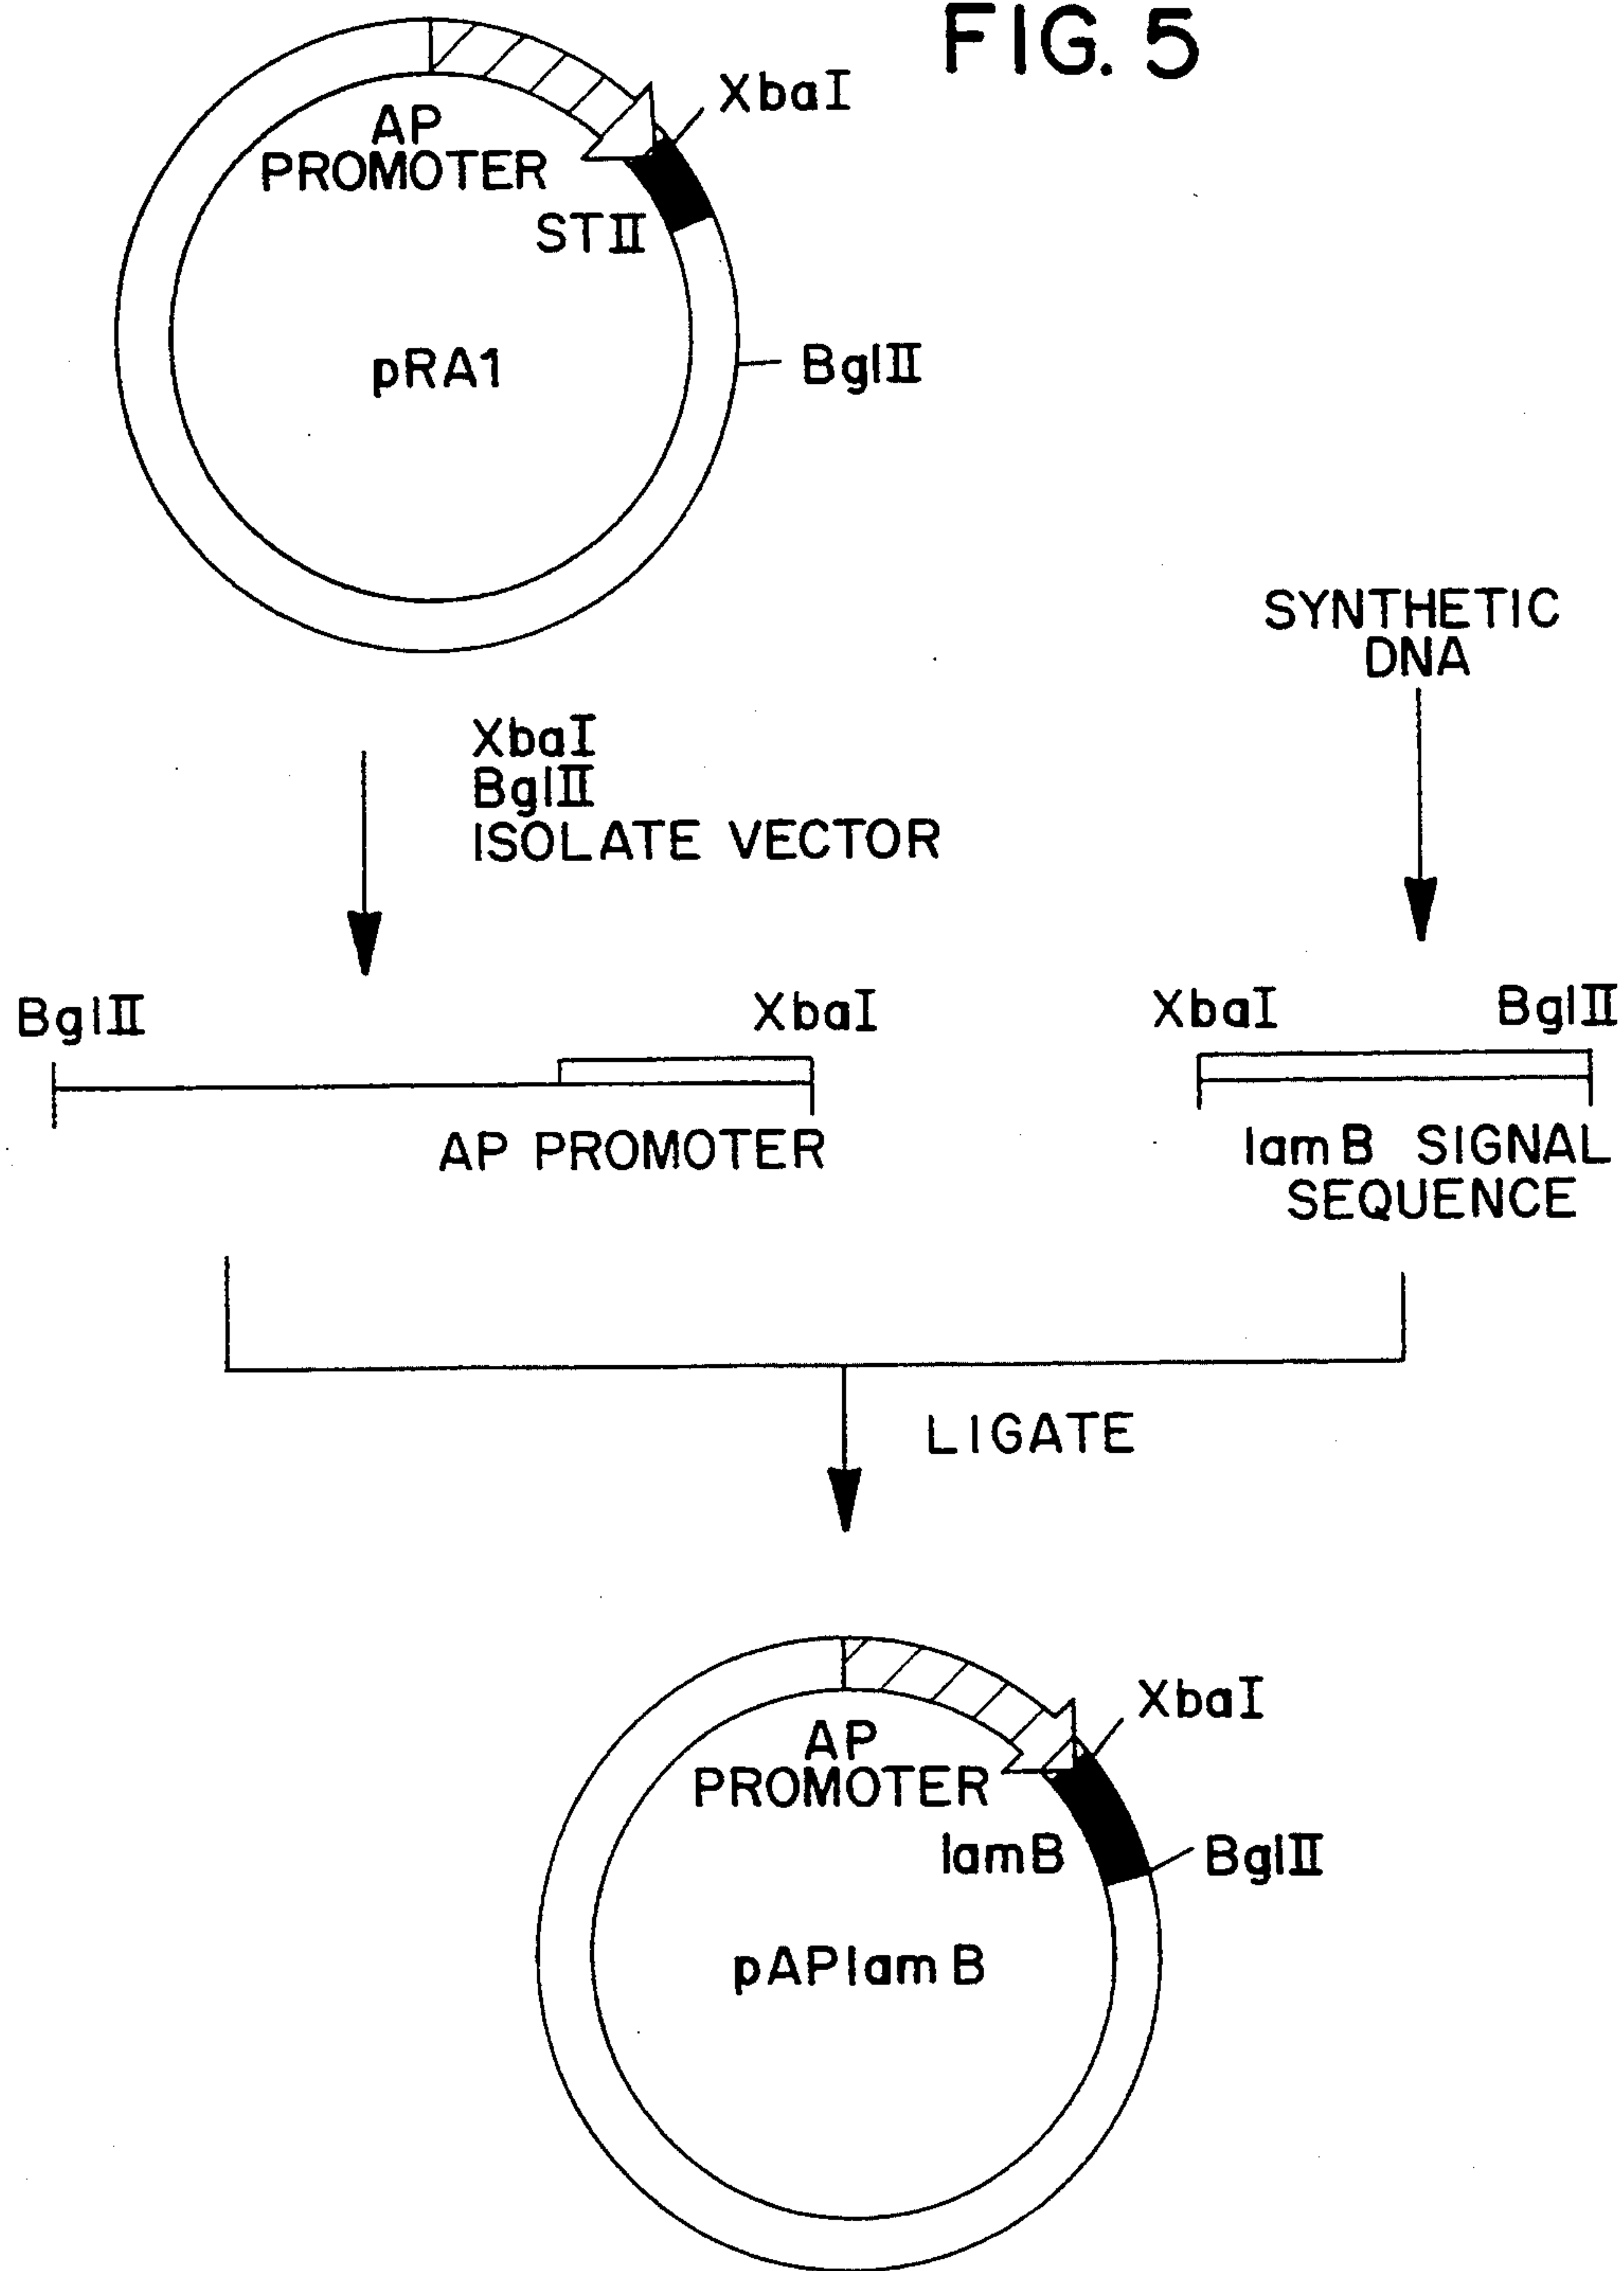 FIG. 5
XbaI
AP
PROMOTER
STII
pRA1
BglII
SYNTHETIC
DNA
XbaI
BglII
ISOLATE VECTOR
BglII
XbaI
AP PROMOTER
XbaI
BglII
lamB SIGNAL
SEQUENCE
LIGATE
XbaI
AP
PROMOTER
lamB
BglII
pAPlamB